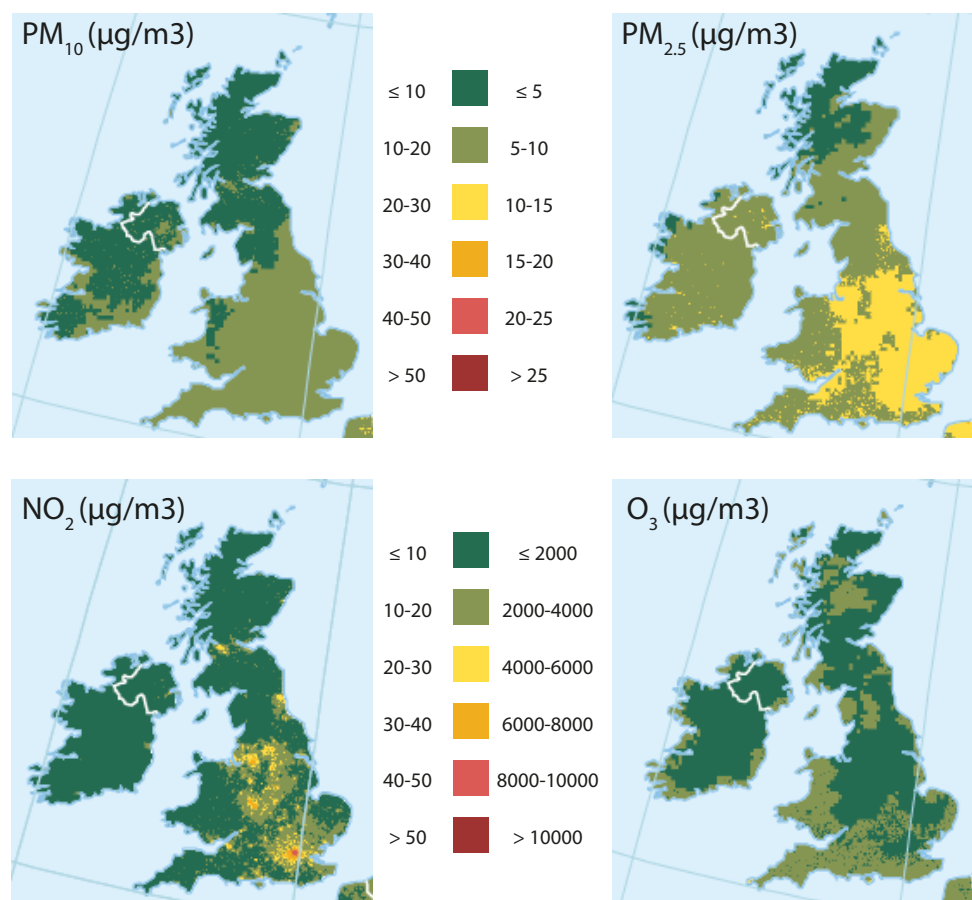 PM10 (µg/m3)
PM2.5 (µg/m3)
≤ 10 ≤ 5
10-20 5-10
20-30 10-15
30-40 15-20
40-50 20-25
> 50 > 25
NO2 (µg/m3)
O3 (µg/m3)
≤ 10 ≤ 2000
10-20 2000-4000
20-30 4000-6000
30-40 6000-8000
40-50 8000-10000
> 50 > 10000